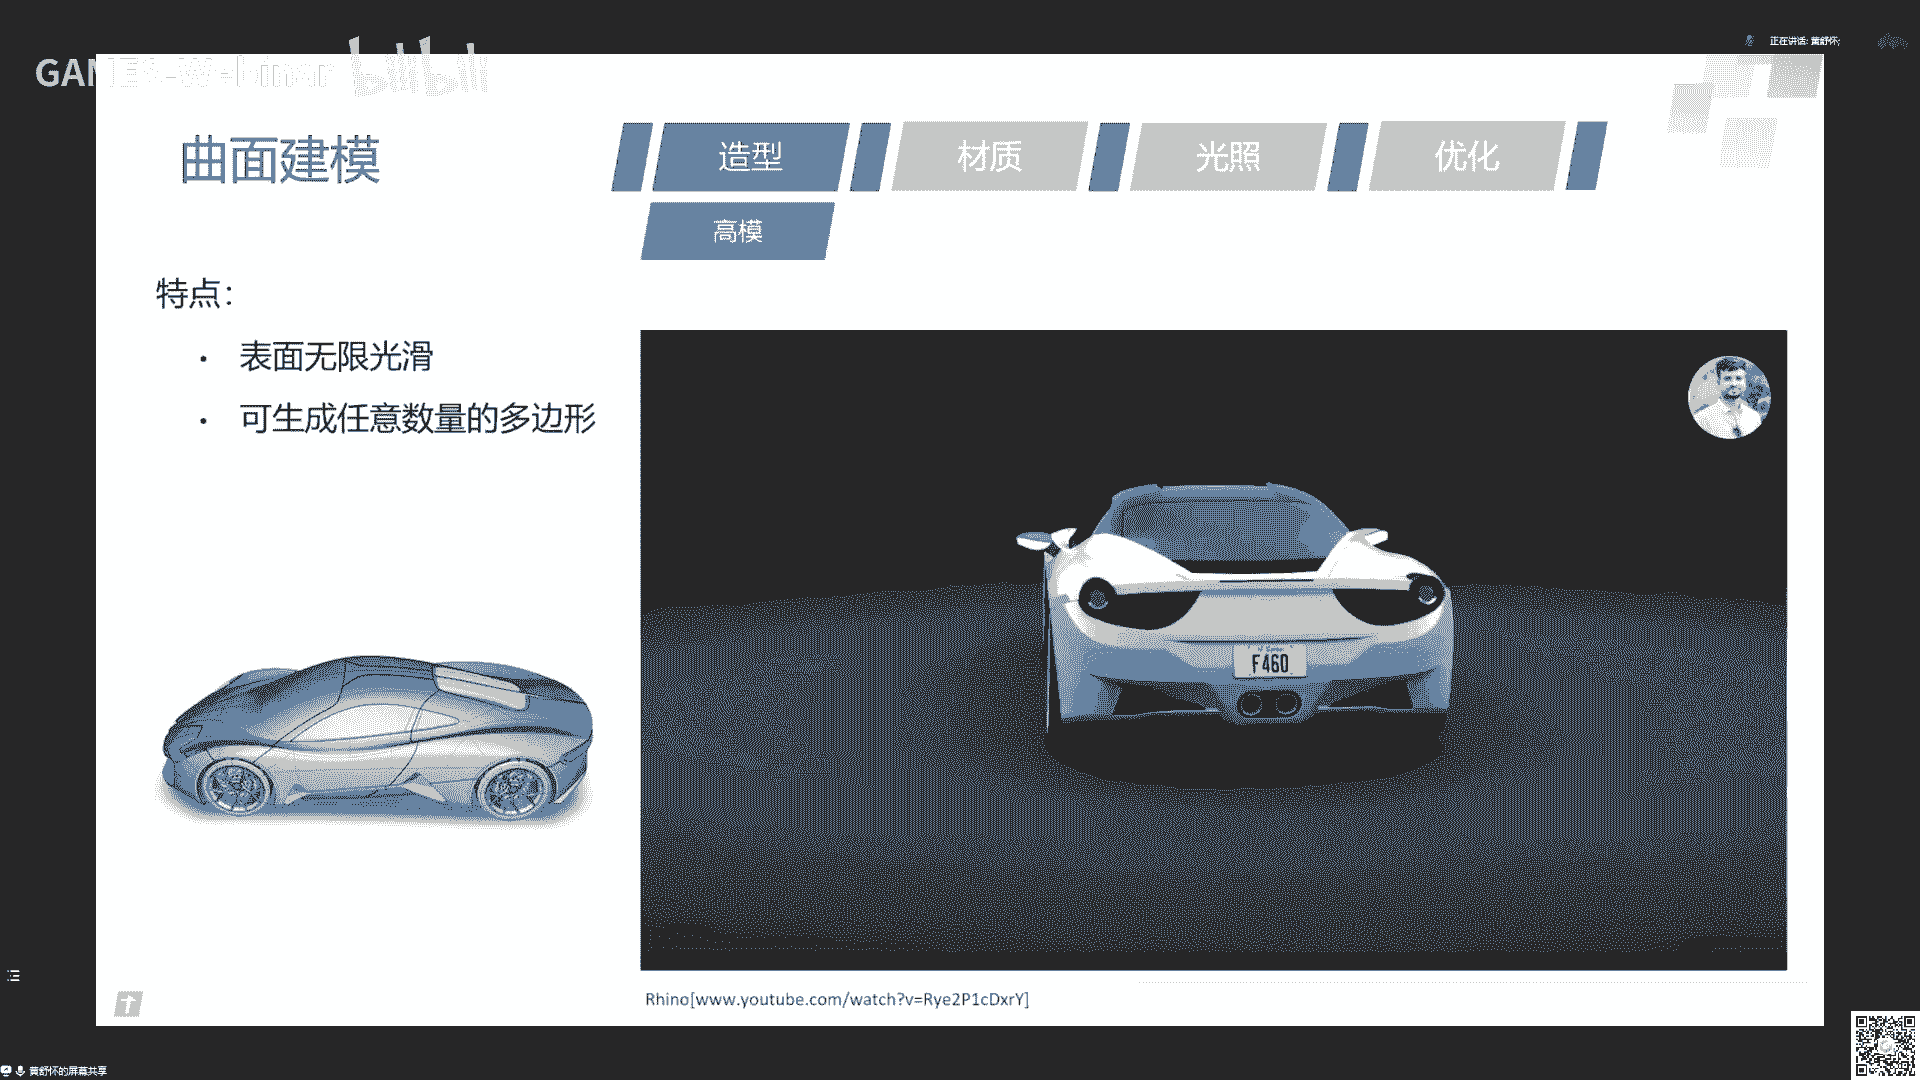 正在讲话: 黄舒怀;
GAMES-Webinar bilibili
曲面建模
造型
材质
光照
优化
高模
特点：
• 表面无限光滑
• 可生成任意数量的多边形
F460
Rhino[www.youtube.com/watch?v=Rye2P1cDxrY]
黄舒怀的屏幕共享